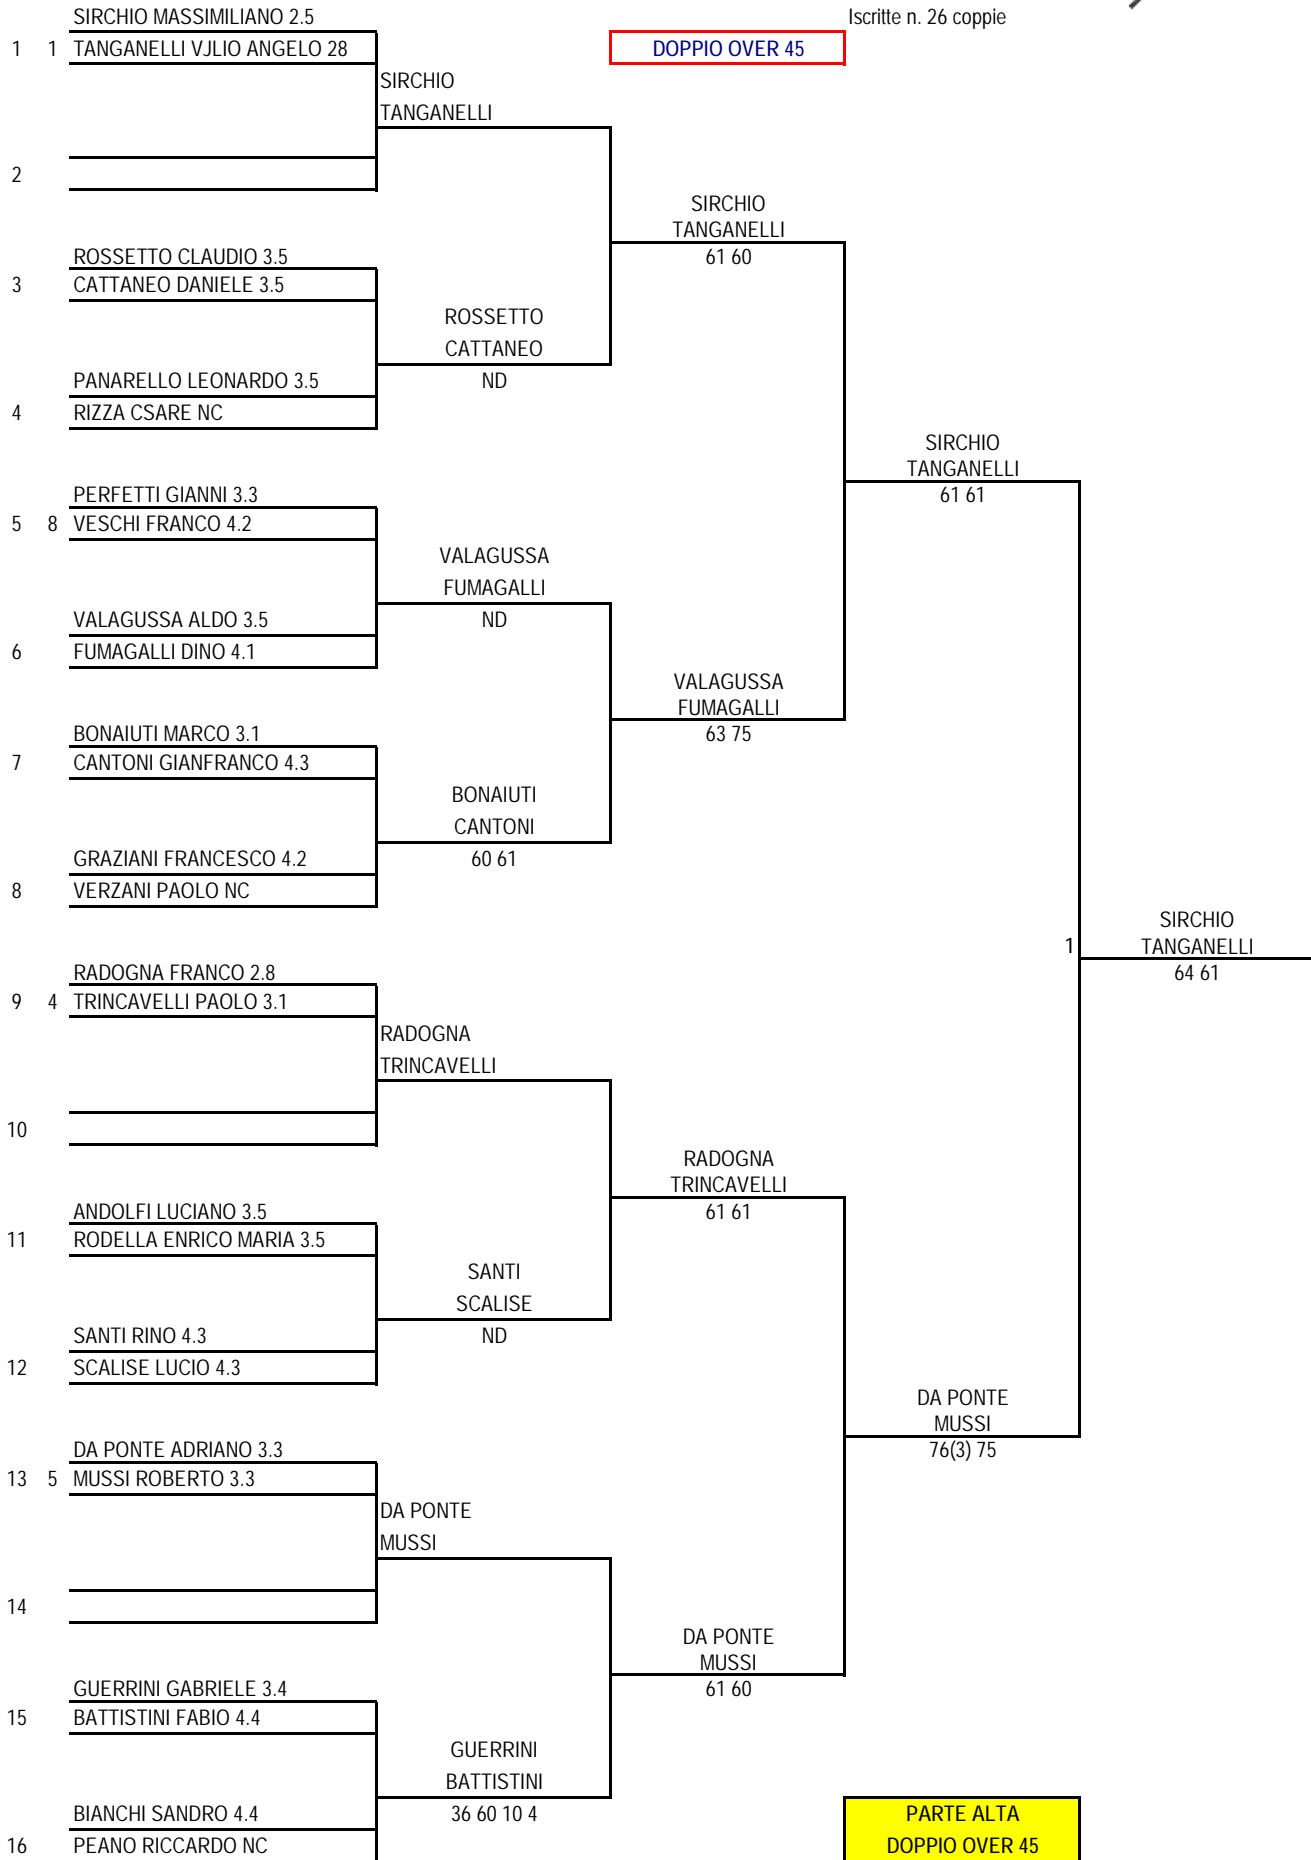 SIRCHIO MASSIMILIANO 2.5
Iscritte n. 26 coppie
1 1 TANGANELLI VJLIO ANGELO 28
DOPPIO OVER 45
SIRCHIO
TANGANELLI
2
SIRCHIO
TANGANELLI
61 60
ROSSETTO CLAUDIO 3.5
3 CATTANEO DANIELE 3.5
ROSSETTO
CATTANEO
ND
PANARELLO LEONARDO 3.5
4 RIZZA CSARE NC
SIRCHIO
TANGANELLI
61 61
PERFETTI GIANNI 3.3
5 8 VESCHI FRANCO 4.2
VALAGUSSA
FUMAGALLI
ND
VALAGUSSA ALDO 3.5
6 FUMAGALLI DINO 4.1
VALAGUSSA
FUMAGALLI
63 75
BONAIUTI MARCO 3.1
7 CANTONI GIANFRANCO 4.3
BONAIUTI
CANTONI
60 61
GRAZIANI FRANCESCO 4.2
8 VERZANI PAOLO NC
SIRCHIO
1 TANGANELLI
64 61
RADOGNA FRANCO 2.8
9 4 TRINCAVELLI PAOLO 3.1
RADOGNA
TRINCAVELLI
10
RADOGNA
TRINCAVELLI
61 61
ANDOLFI LUCIANO 3.5
11 RODELLA ENRICO MARIA 3.5
SANTI
SCALISE
ND
SANTI RINO 4.3
12 SCALISE LUCIO 4.3
DA PONTE
MUSSI
76(3) 75
DA PONTE ADRIANO 3.3
13 5 MUSSI ROBERTO 3.3
DA PONTE
MUSSI
14
DA PONTE
MUSSI
61 60
GUERRINI GABRIELE 3.4
15 BATTISTINI FABIO 4.4
GUERRINI
BATTISTINI
36 60 10 4
BIANCHI SANDRO 4.4
16 PEANO RICCARDO NC
PARTE ALTA
DOPPIO OVER 45